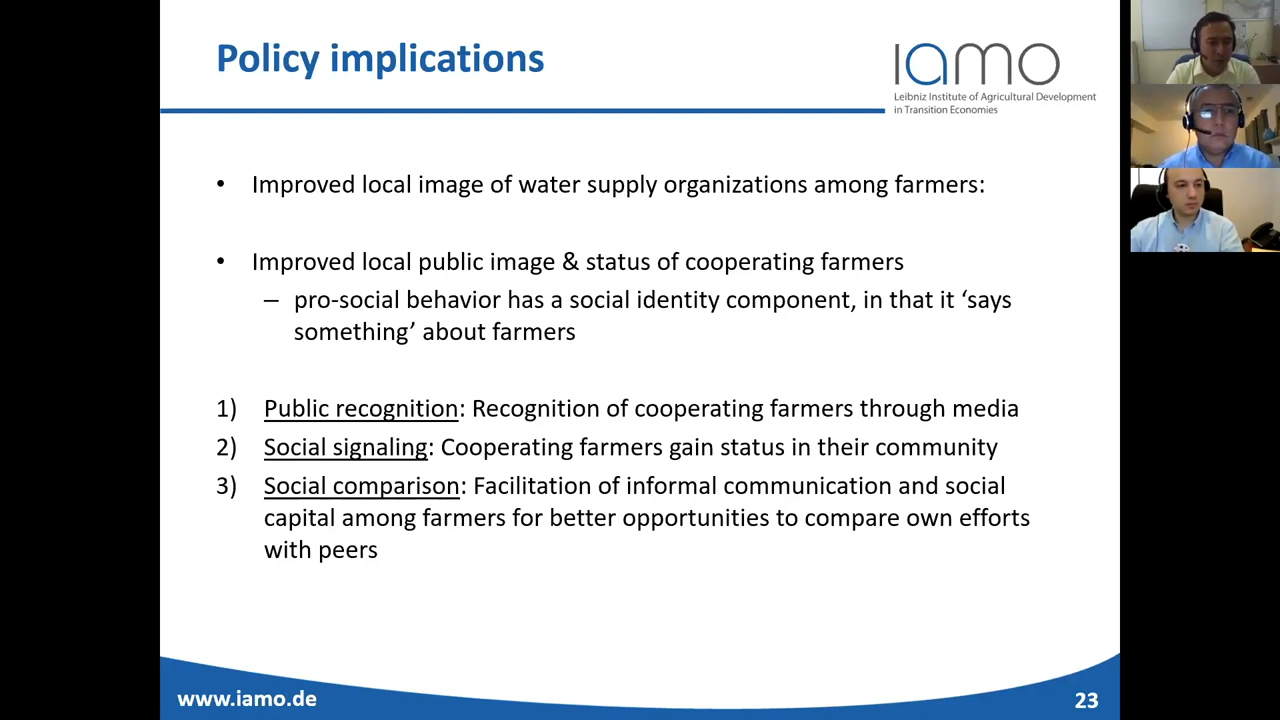 Policy implications
iamo
Leibniz Institute of Agricultural Development
in Transition Economies
• Improved local image of water supply organizations among farmers:
• Improved local public image & status of cooperating farmers
– pro-social behavior has a social identity component, in that it ‘says
something’ about farmers
1) Public recognition: Recognition of cooperating farmers through media
2) Social signaling: Cooperating farmers gain status in their community
3) Social comparison: Facilitation of informal communication and social
capital among farmers for better opportunities to compare own efforts
with peers
www.iamo.de
23